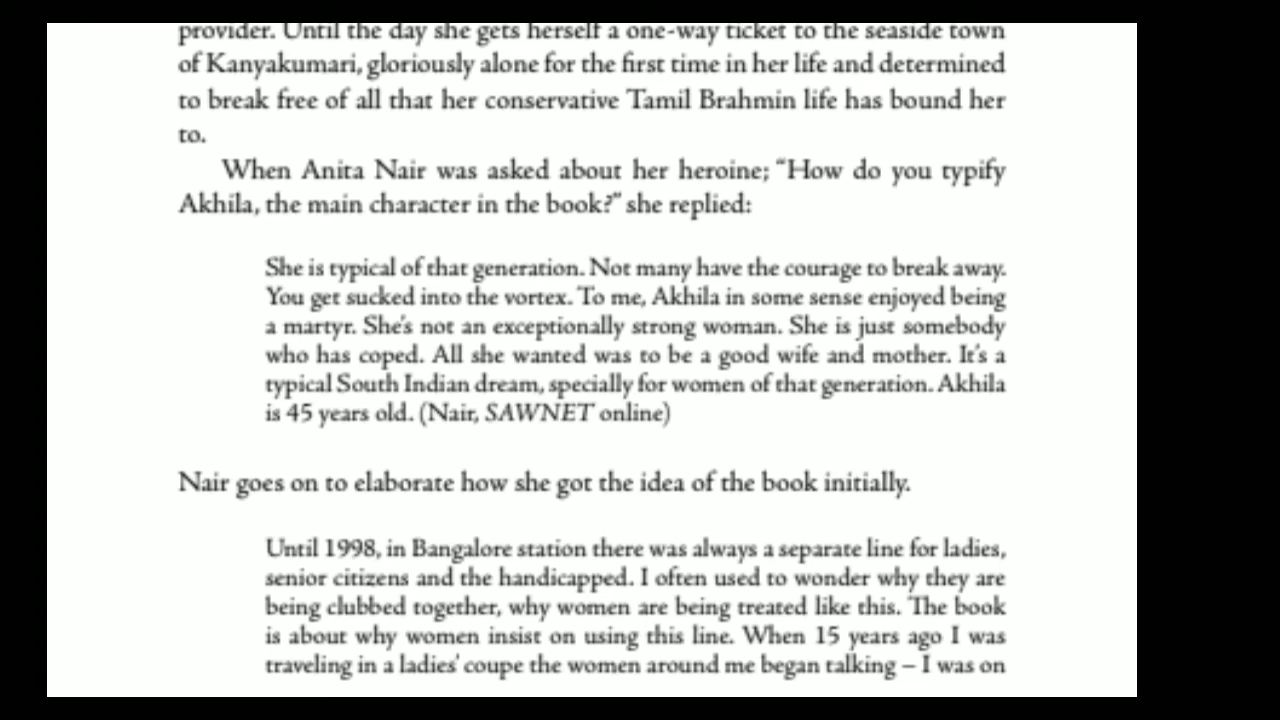 provider. Until the day she gets herself a one-way ticket to the seaside town
of Kanyakumari, gloriously alone for the first time in her life and determined
to break free of all that her conservative Tamil Brahmin life has bound her
to.
When Anita Nair was asked about her heroine; “How do you typify
Akhila, the main character in the book?” she replied:
She is typical of that generation. Not many have the courage to break away.
You get sucked into the vortex. To me, Akhila in some sense enjoyed being
a martyr. She’s not an exceptionally strong woman. She is just somebody
who has coped. All she wanted was to be a good wife and mother. It’s a
typical South Indian dream, specially for women of that generation. Akhila
is 45 years old. (Nair, SAWNET online)
Nair goes on to elaborate how she got the idea of the book initially.
Until 1998, in Bangalore station there was always a separate line for ladies,
senior citizens and the handicapped. I often used to wonder why they are
being clubbed together, why women are being treated like this. The book
is about why women insist on using this line. When 15 years ago I was
traveling in a ladies’ coupe the women around me began talking – I was on